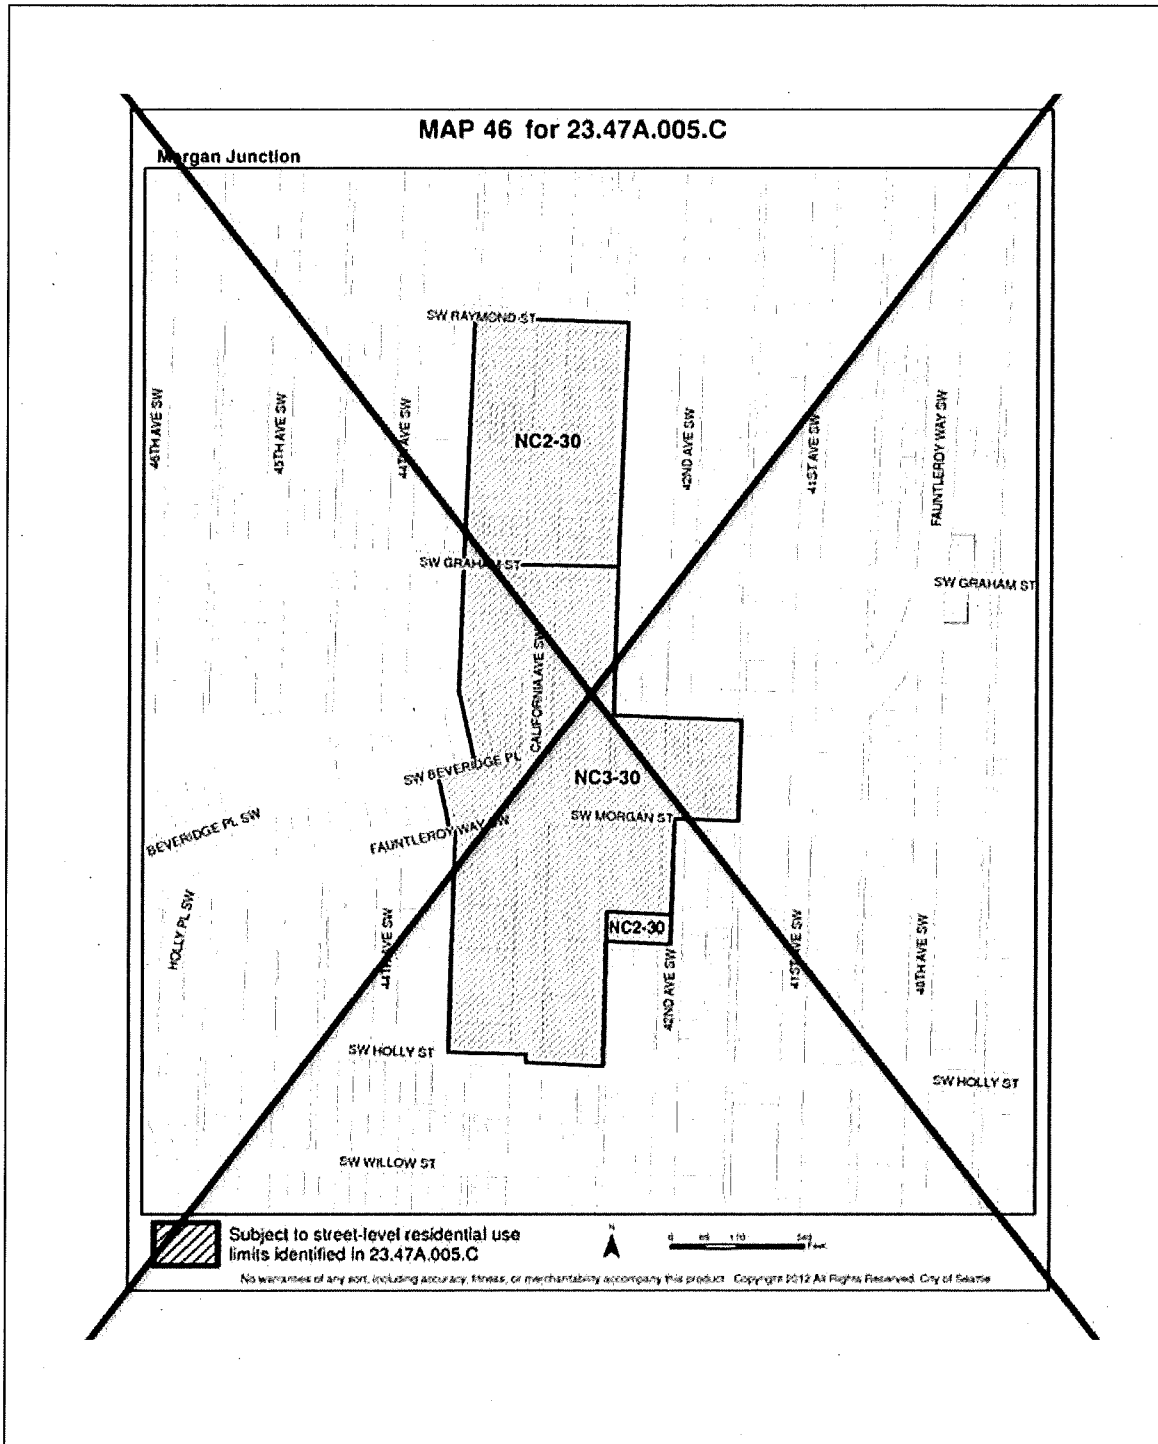 MAP 46 for 23.47A.005.C
Morgan Junction
SW RAYMOND ST
46TH AVE SW
45TH AVE SW
44TH AVE SW
NC2-30
42ND AVE SW
41ST AVE SW
FAUNTLEROY WAY SW
SW GRAHAM ST
SW GRAHAM ST
CALIFORNIA AVE SW
SW BEVERIDGE PL
NC3-30
SW MORGAN ST
BEVERIDGE PL SW
FAUNTLEROY WAY SW
HOLLY PL SW
44TH AVE SW
NC2-30
42ND AVE SW
41ST AVE SW
40TH AVE SW
SW HOLLY ST
SW HOLLY ST
SW WILLOW ST
Subject to street-level residential use
limits identified in 23.47A.005.C
N
0 85 170 340
Feet
No warranties of any sort, including accuracy, fitness, or merchantability accompany this product. Copyright 2012 All Rights Reserved. City of Seattle